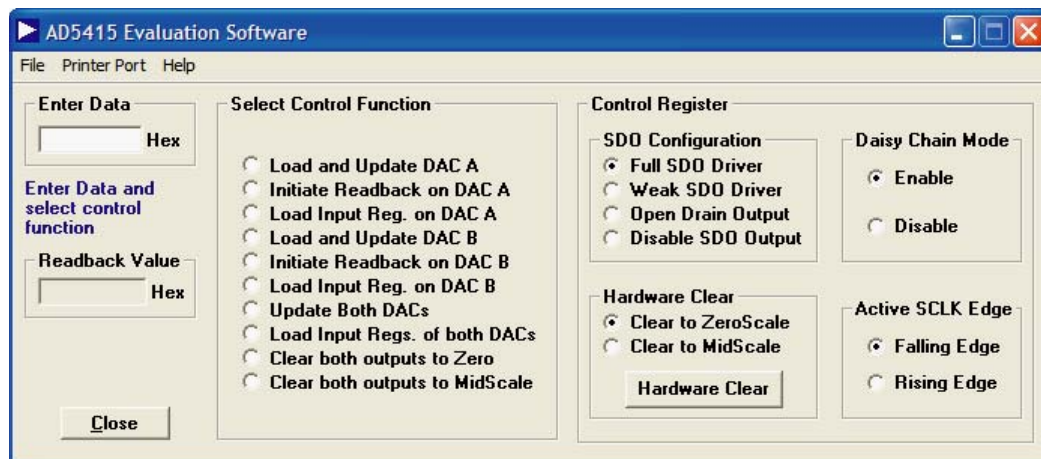 AD5415 Evaluation Software
File Printer Port Help
Enter Data
Hex
Enter Data and
select control
function
Readback Value
Hex
Close
Select Control Function
Load and Update DAC A
Initiate Readback on DAC A
Load Input Reg. on DAC A
Load and Update DAC B
Initiate Readback on DAC B
Load Input Reg. on DAC B
Update Both DACs
Load Input Regs. of both DACs
Clear both outputs to Zero
Clear both outputs to MidScale
Control Register
SDO Configuration
Full SDO Driver
Weak SDO Driver
Open Drain Output
Disable SDO Output
Daisy Chain Mode
Enable
Disable
Hardware Clear
Clear to ZeroScale
Clear to MidScale
Hardware Clear
Active SCLK Edge
Falling Edge
Rising Edge